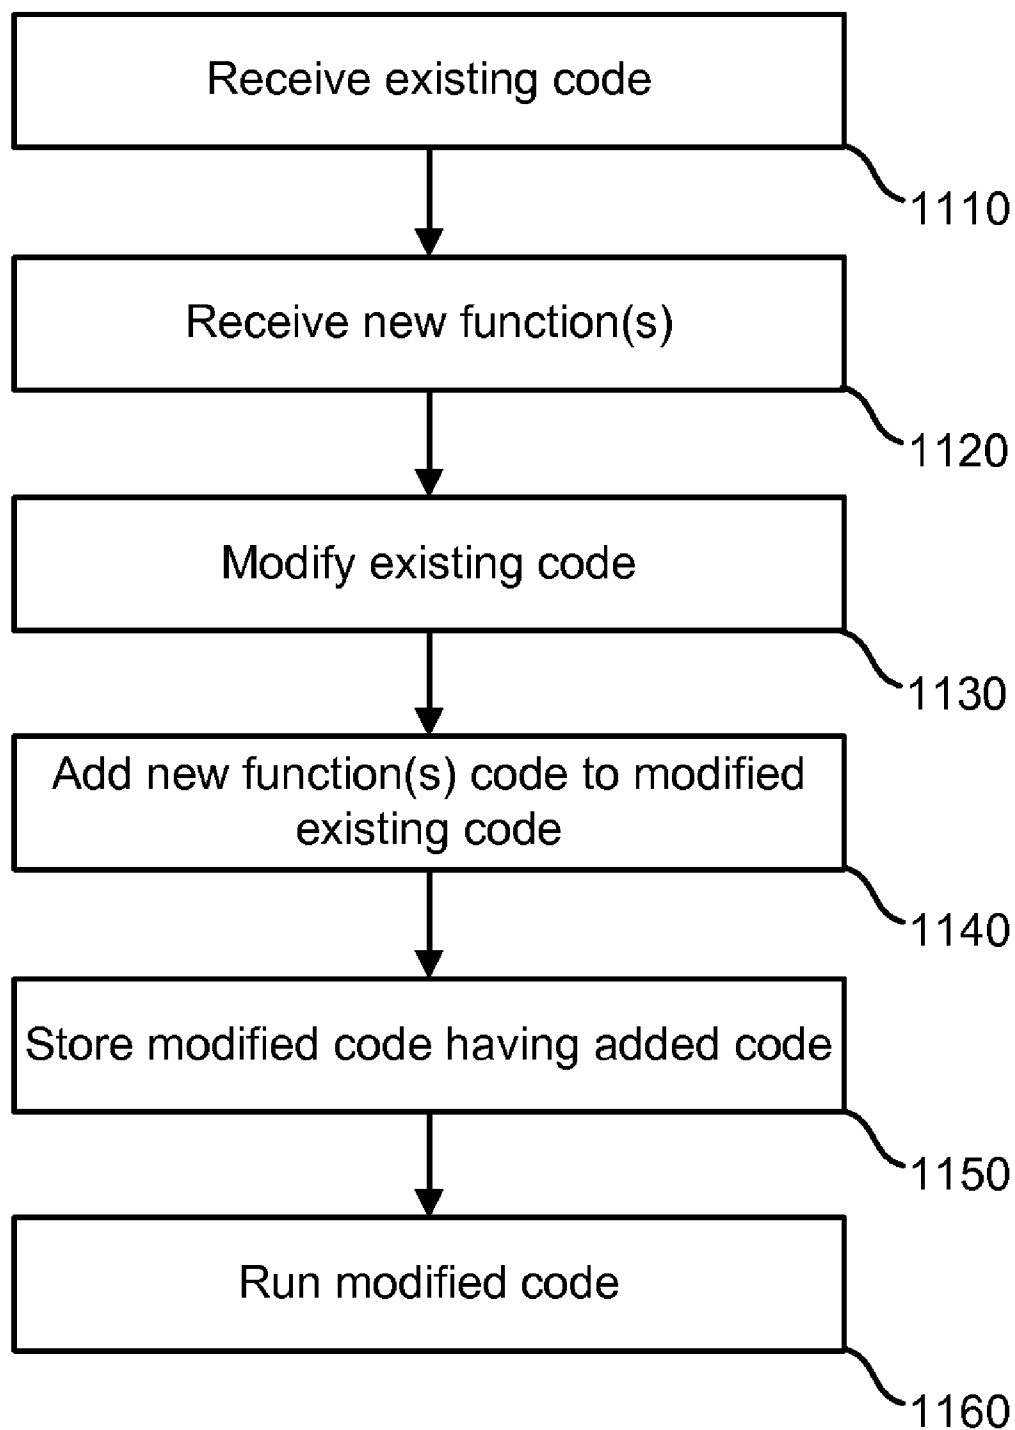 Receive existing code
1110
Receive new function(s)
1120
Modify existing code
1130
Add new function(s) code to modified
existing code
1140
Store modified code having added code
1150
Run modified code
1160